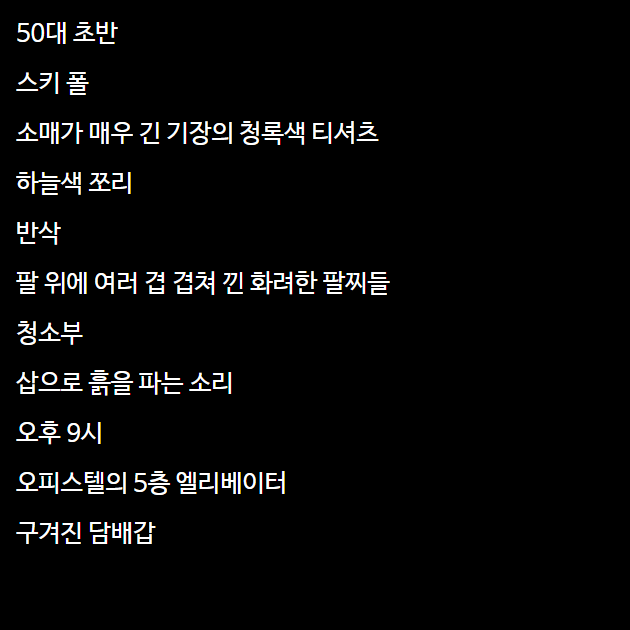 50대 초반
스키 폴
소매가 매우 긴 기장의 청록색 티셔츠
하늘색 쪼리
반삭
팔 위에 여러 겹 겹쳐 낀 화려한 팔찌들
청소부
삽으로 흙을 파는 소리
오후 9시
오피스텔의 5층 엘리베이터
구겨진 담배갑